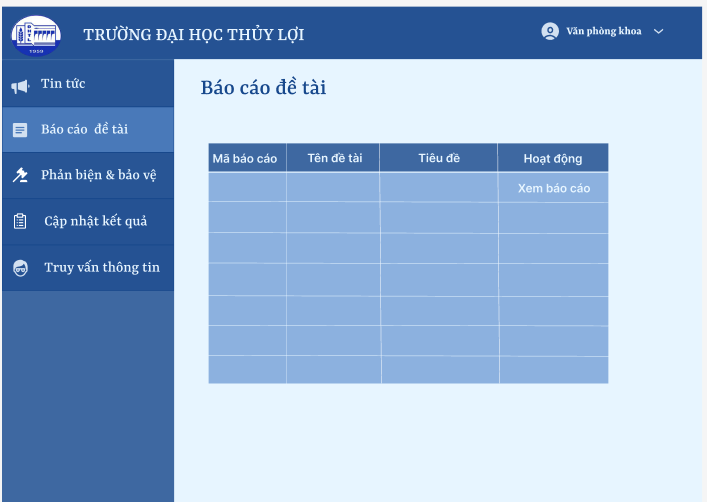 TRƯỜNG ĐẠI HỌC THỦY LỢI
Văn phòng khoa
1959
Tin tức
Báo cáo đề tài
Phản biện & bảo vệ
Cập nhật kết quả
Truy vấn thông tin
Báo cáo đề tài
Mã báo cáo Tên đề tài Tiêu đề Hoạt động
Xem báo cáo